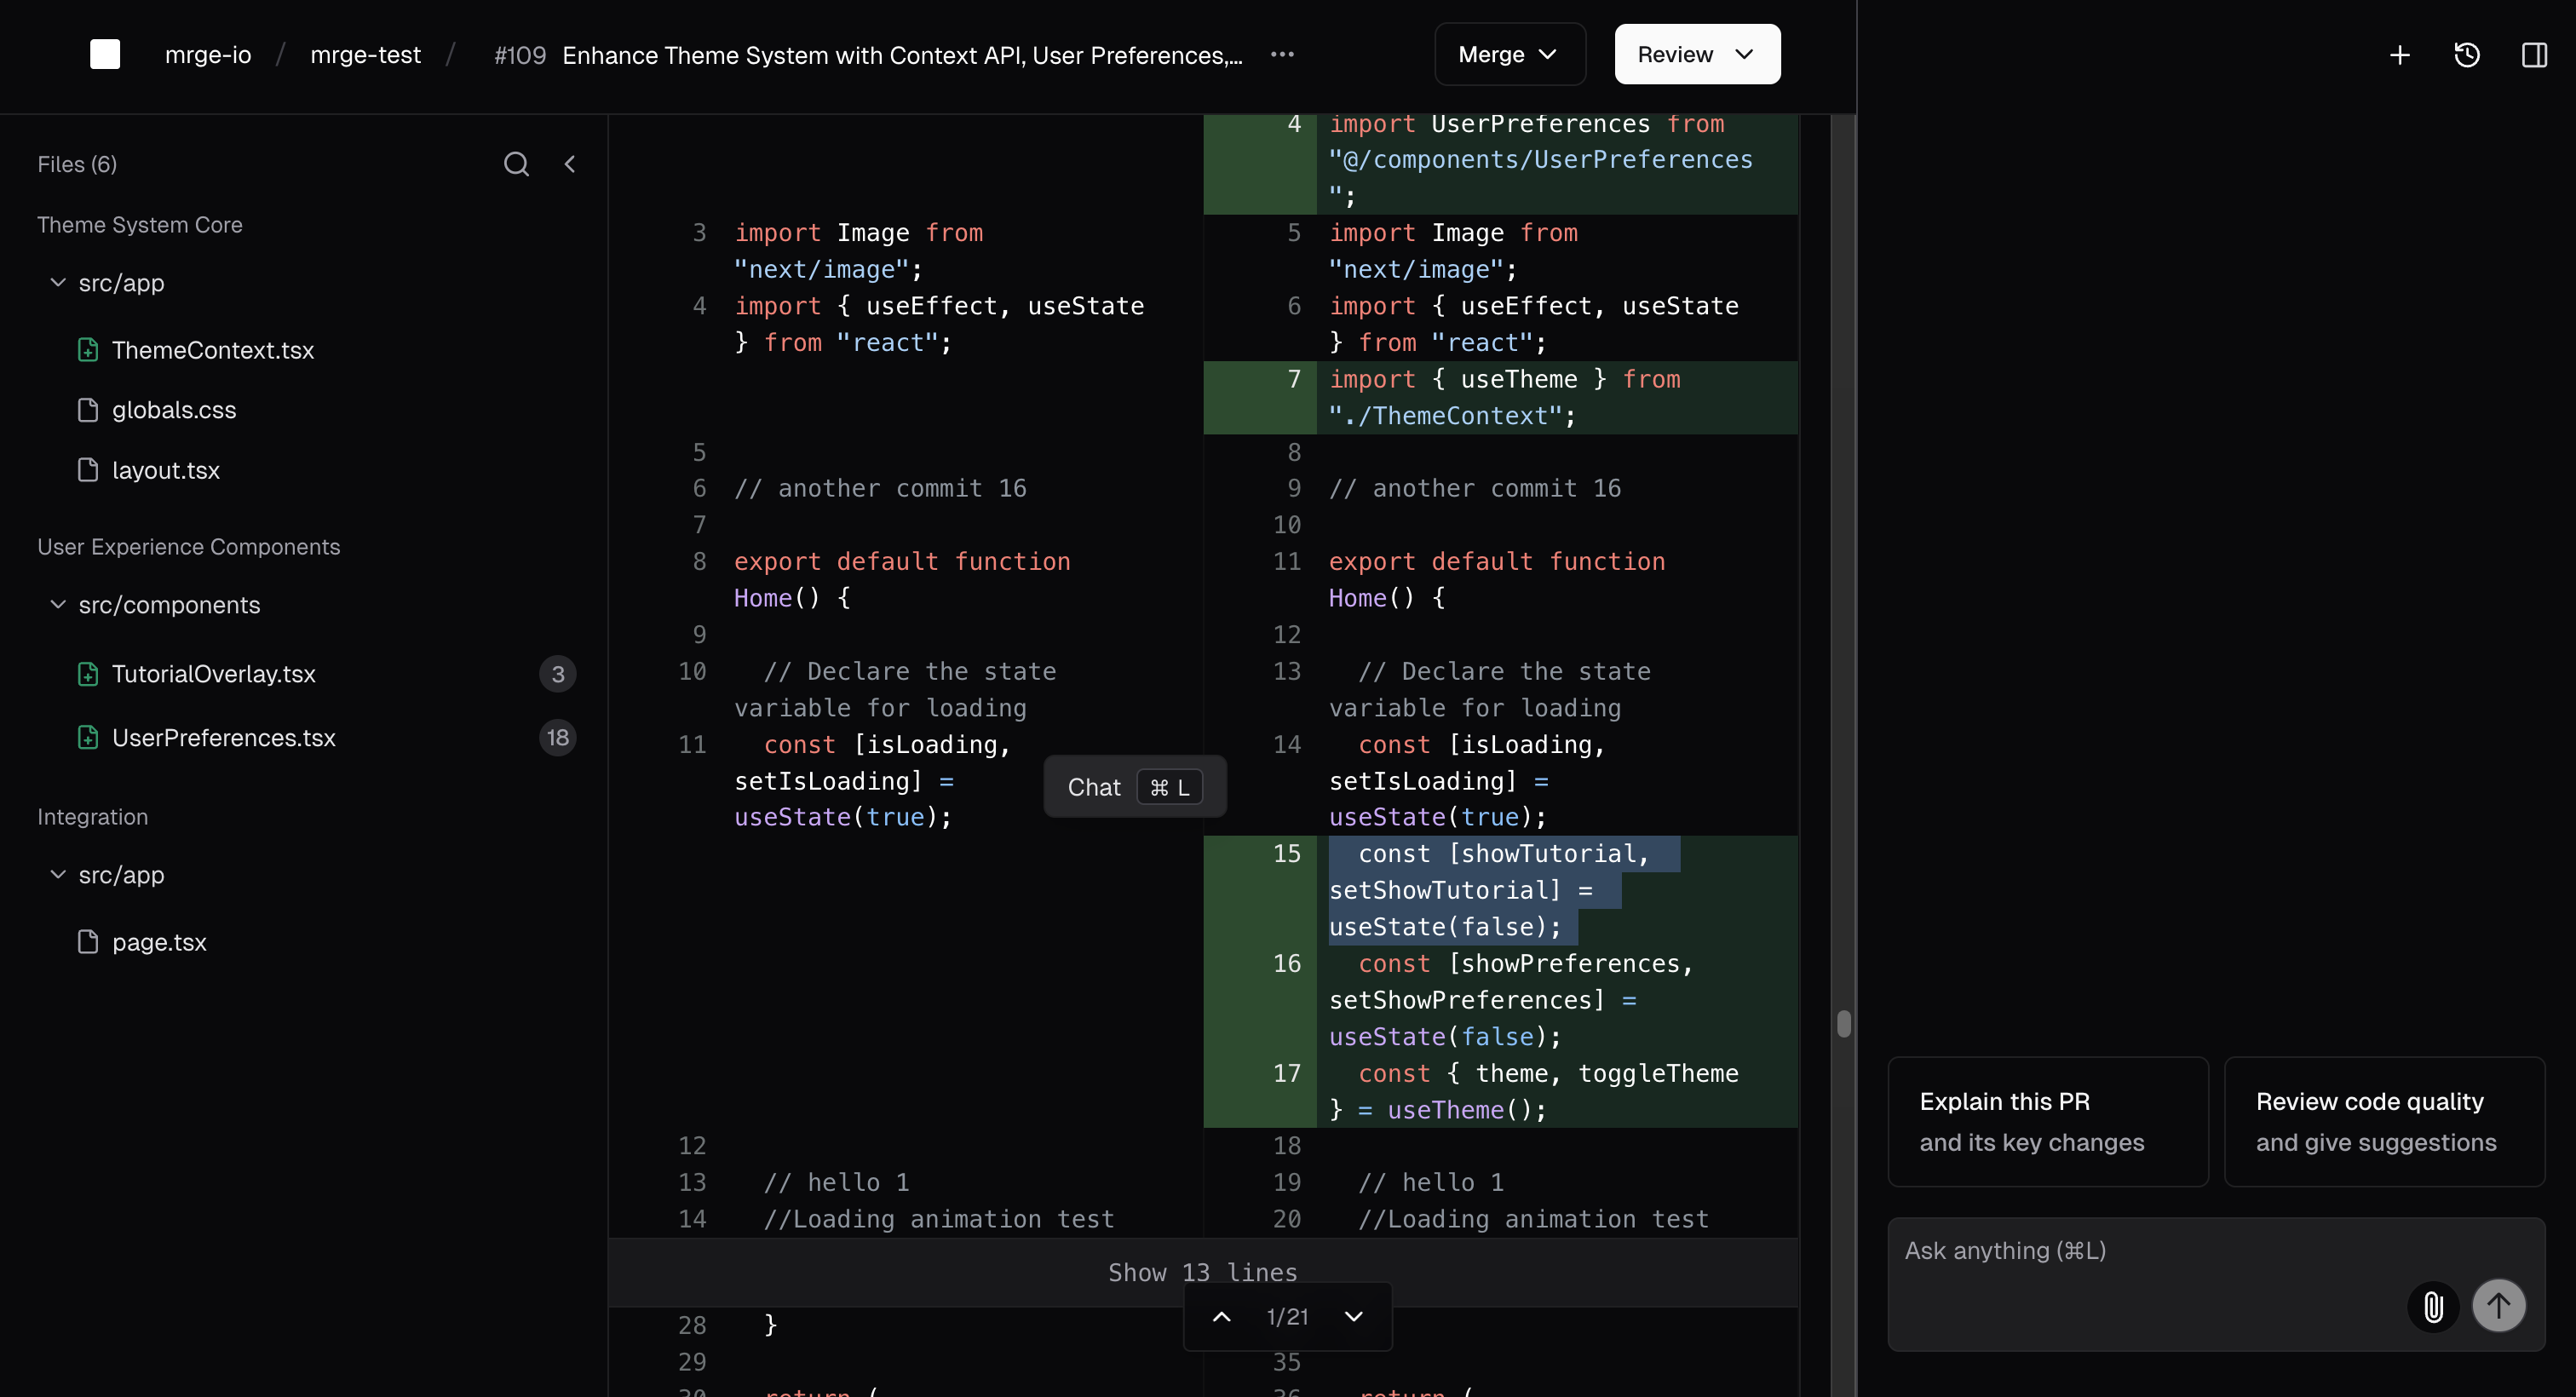 mrge-io / mrge-test / #109 Enhance Theme System with Context API, User Preferences,... ···
Merge
Review
Files (6)
Theme System Core
src/app
ThemeContext.tsx
globals.css
layout.tsx
User Experience Components
src/components
TutorialOverlay.tsx 3
UserPreferences.tsx 18
Integration
src/app
page.tsx
3 import Image from
"next/image";
4 import { useEffect, useState
} from "react";
5
6 // another commit 16
7
8 export default function
Home() {
9
10 // Declare the state
variable for loading
11 const [isLoading,
setIsLoading] =
useState(true);
12
13 // hello 1
14 //Loading animation test
4 import UserPreferences from
"@/components/UserPreferences
";
5 import Image from
"next/image";
6 import { useEffect, useState
} from "react";
7 import { useTheme } from
"./ThemeContext";
8
9 // another commit 16
10
11 export default function
Home() {
12
13 // Declare the state
variable for loading
14 const [isLoading,
setIsLoading] =
useState(true);
15 const [showTutorial,
setShowTutorial] =
useState(false);
16 const [showPreferences,
setShowPreferences] =
useState(false);
17 const { theme, toggleTheme
} = useTheme();
18
19 // hello 1
20 //Loading animation test
Chat ⌘ L
Show 13 lines
1/21
28 }
29
30 return (
35
36 return (
Explain this PR
and its key changes
Review code quality
and give suggestions
Ask anything (⌘L)